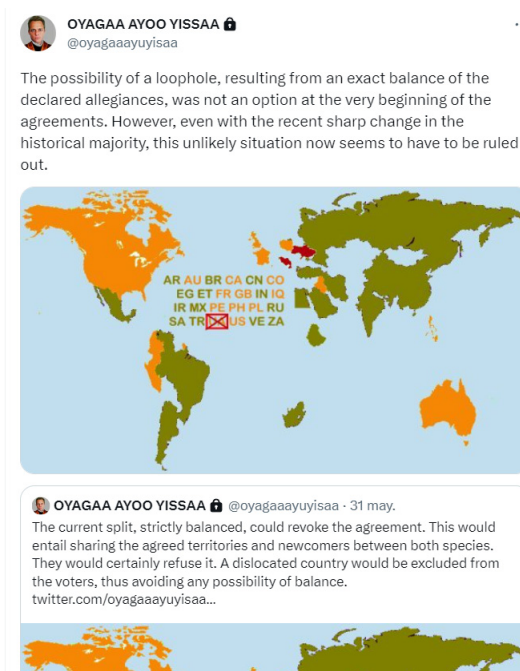 OYAGAA AYOO YISSAA
@oyagaaayuyisaa
The possibility of a loophole, resulting from an exact balance of the
declared allegiances, was not an option at the very beginning of the
agreements. However, even with the recent sharp change in the
historical majority, this unlikely situation now seems to have to be ruled
out.
AR AU BR CA CN CO
EG ET FR GB IN IQ
IR MX PE PH PL RU
SA TR US VE ZA
OYAGAA AYOO YISSAA @oyagaaayuyisaa · 31 may.
The current split, strictly balanced, could revoke the agreement. This would
entail sharing the agreed territories and newcomers between both species.
They would certainly refuse it. A dislocated country would be excluded from
the voters, thus avoiding any possibility of balance.
twitter.com/oyagaaayuyisaa...